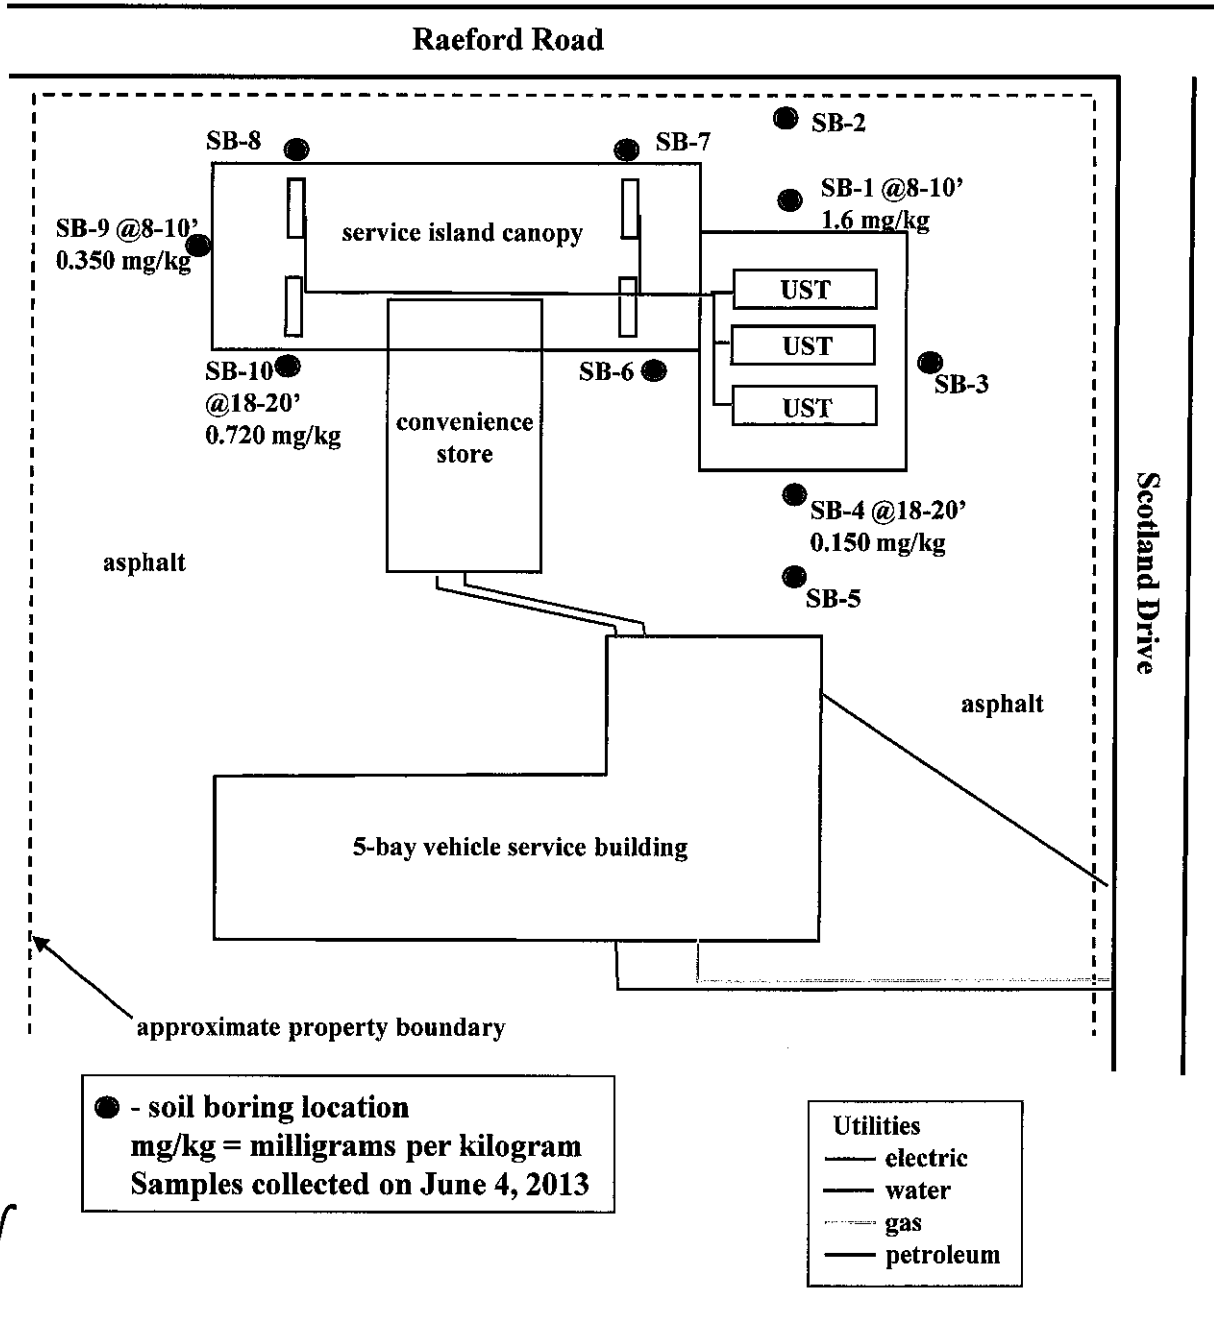 Raeford Road
SB-2
SB-8
SB-7
SB-1 @8-10’
1.6 mg/kg
SB-9 @8-10’
0.350 mg/kg
service island canopy
UST
UST
UST
SB-10
@18-20’
0.720 mg/kg
SB-6
SB-3
convenience
store
SB-4 @18-20’
0.150 mg/kg
SB-5
asphalt
Scotland Drive
asphalt
5-bay vehicle service building
approximate property boundary
- soil boring location
mg/kg = milligrams per kilogram
Samples collected on June 4, 2013
Utilities
electric
water
gas
petroleum